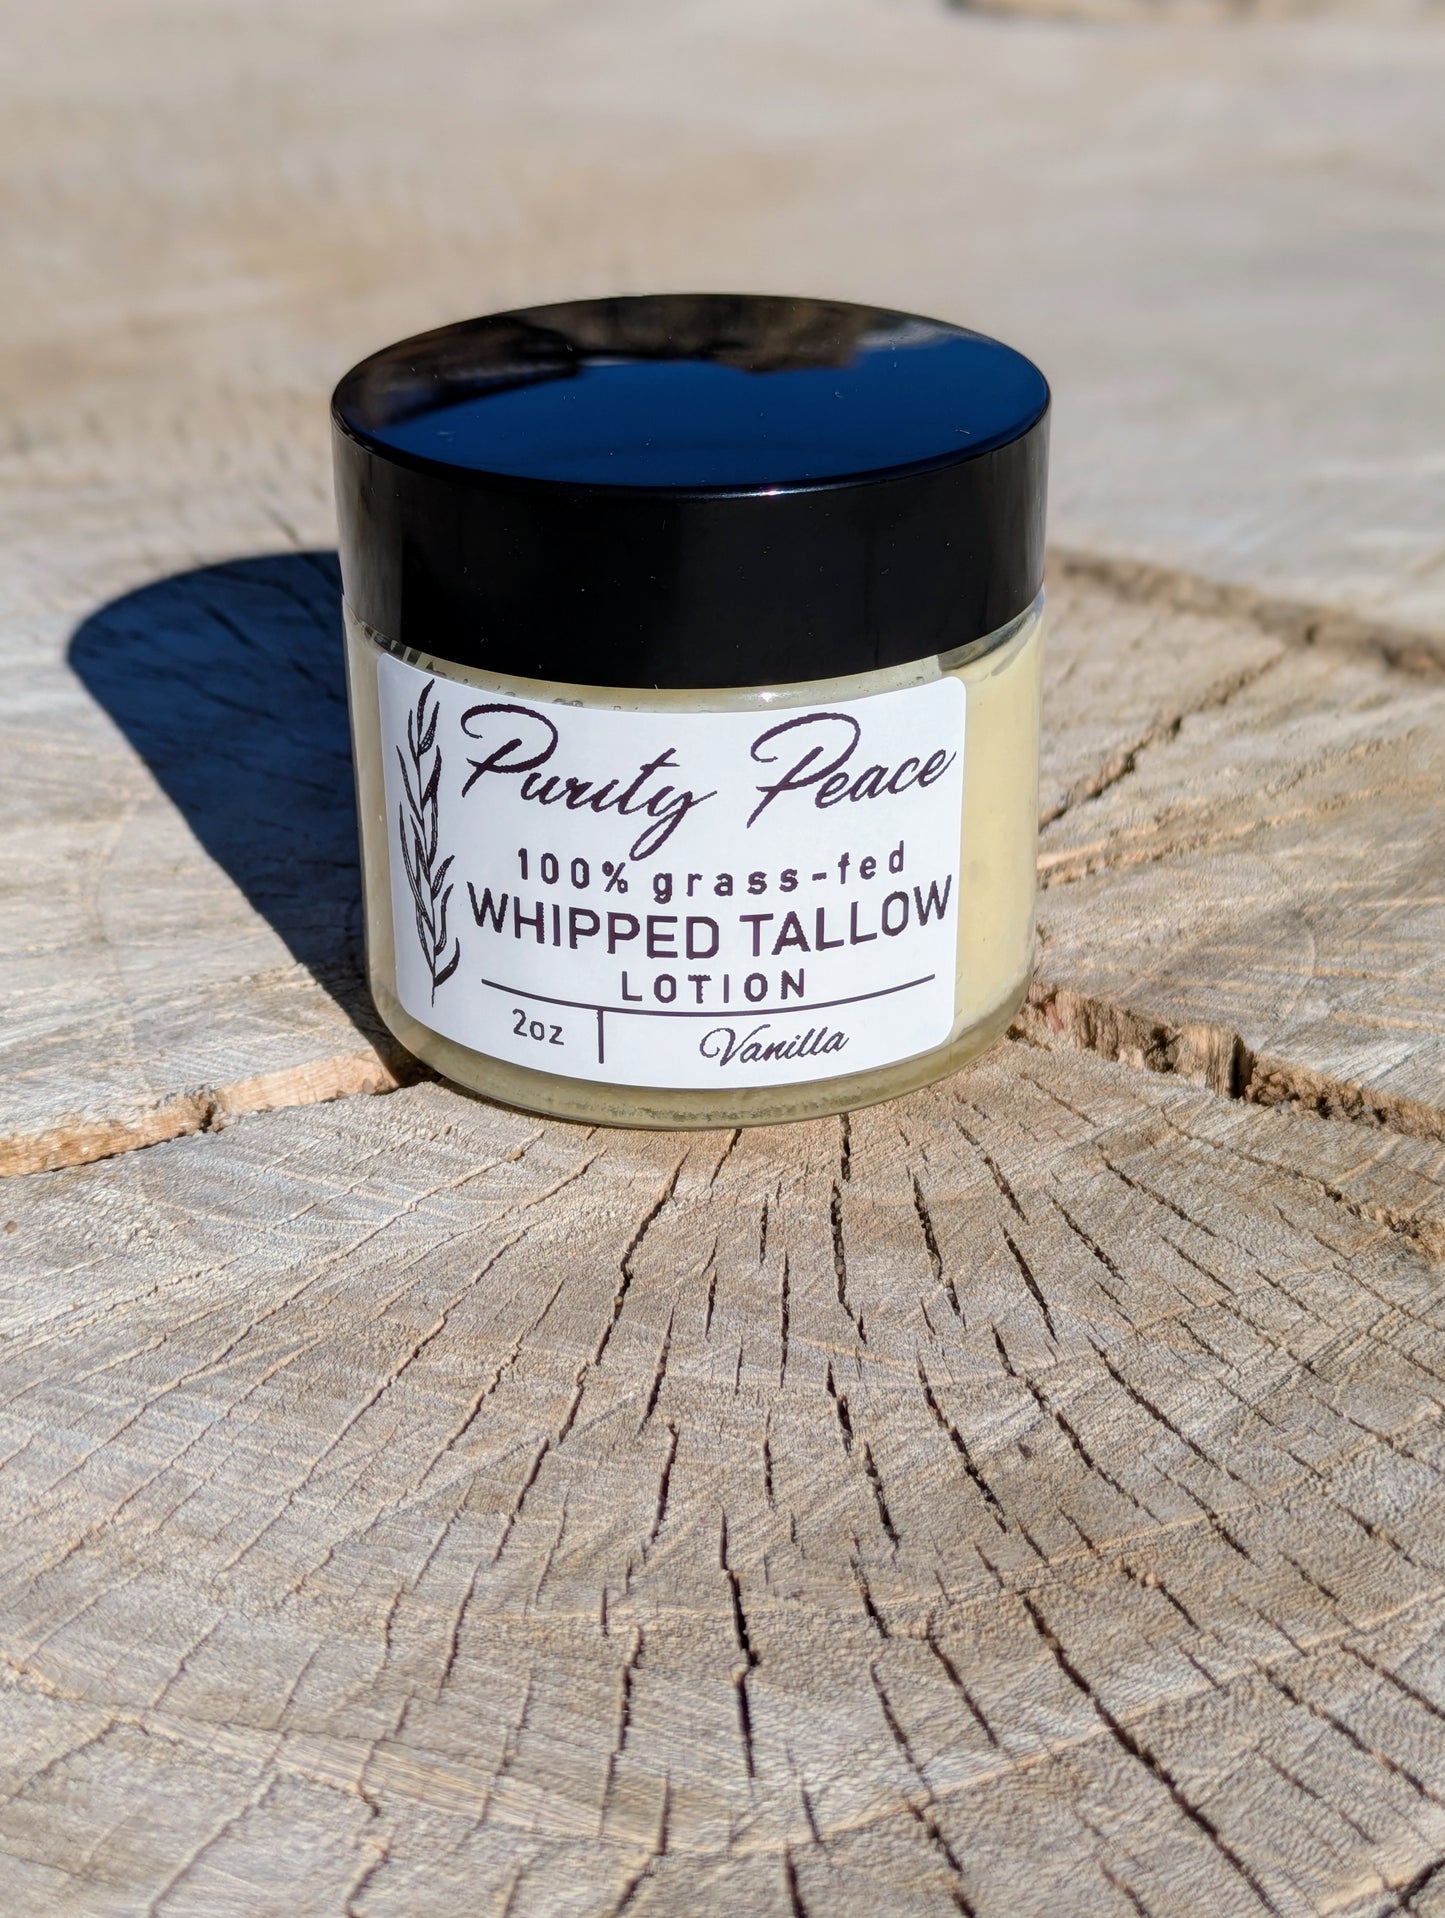 Purity Peace
100% grass-fed
WHIPPED TALLOW
LOTION
2oz
Vanilla